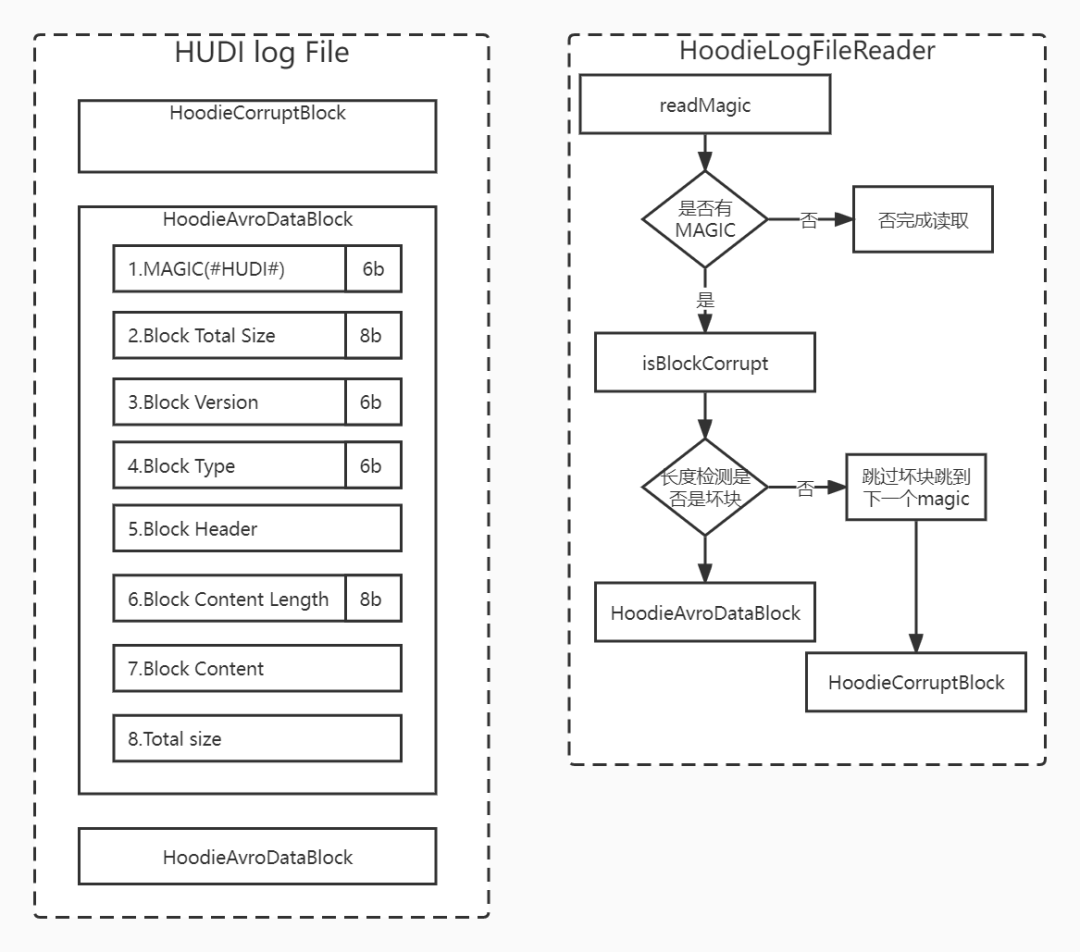 HUDI log File
HoodieCorruptBlock
HoodieAvroDataBlock
1.MAGIC(#HUDI#) 6b
2.Block Total Size 8b
3.Block Version 6b
4.Block Type 6b
5.Block Header
6.Block Content Length 8b
7.Block Content
8.Total size
HoodieAvroDataBlock
HoodieLogFileReader
readMagic
是否有
MAGIC
否
否完成读取
是
isBlockCorrupt
长度检测是
否是坏块
否
跳过坏块跳到
下一个magic
HoodieAvroDataBlock
HoodieCorruptBlock